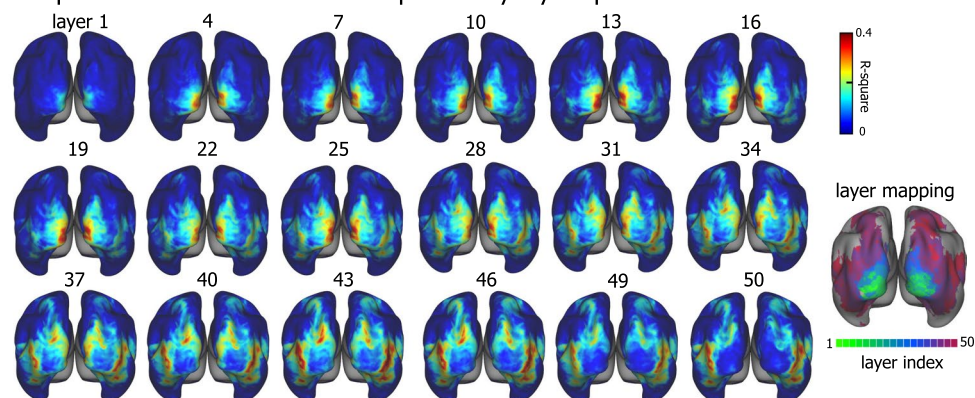 layer 1 4 7 10 13 16
0.4
R-square
0
19 22 25 28 31 34
layer mapping
37 40 43 46 49 50
1 50
layer index